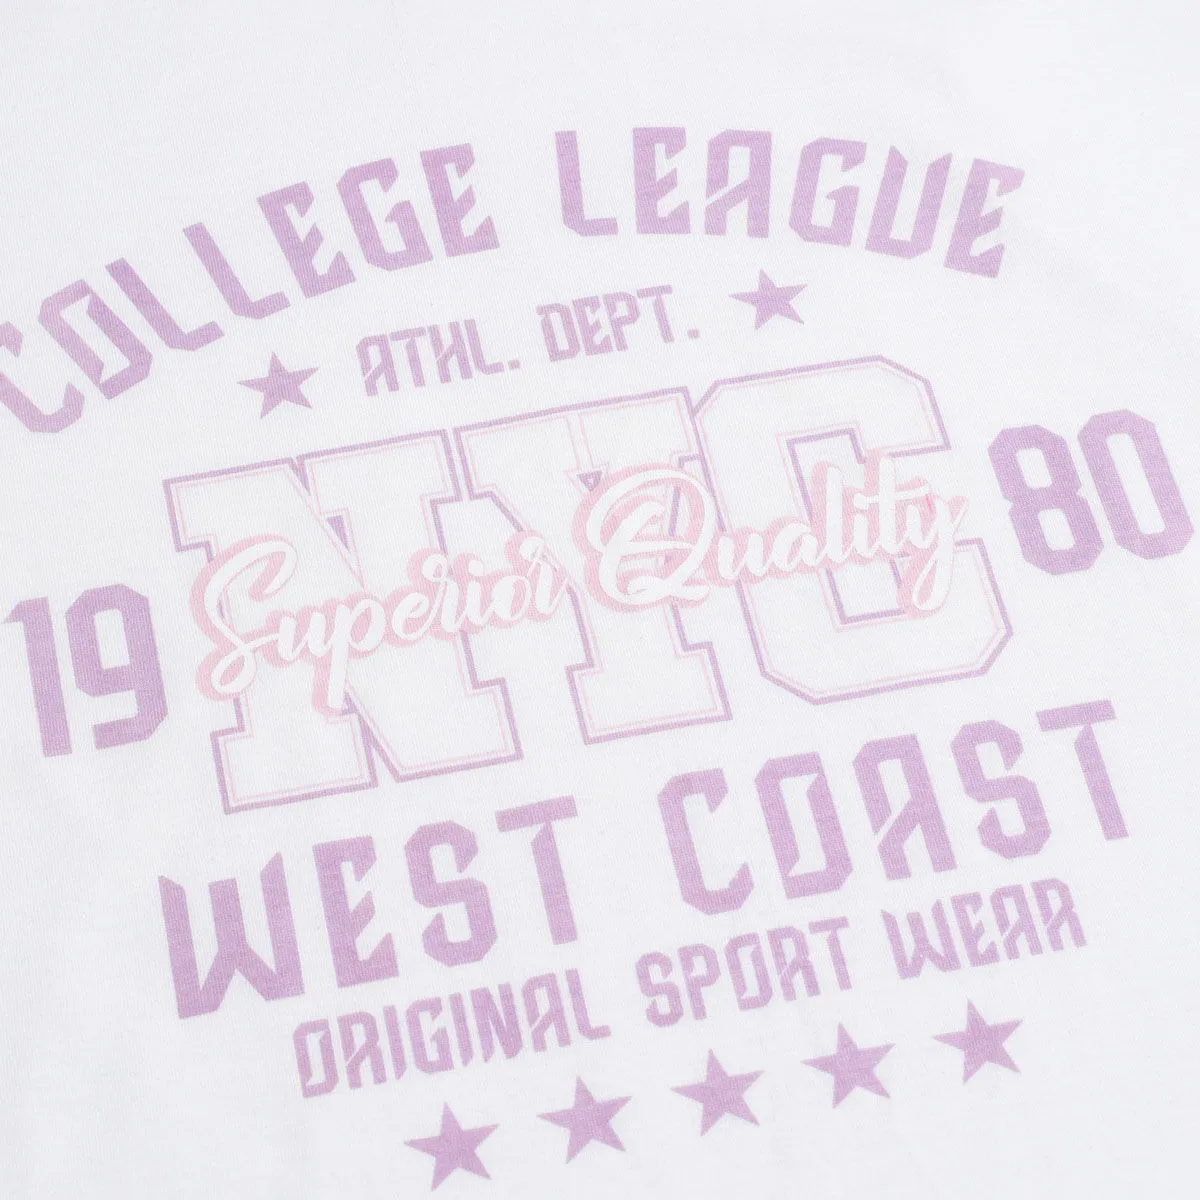 COLLEGE LEAGUE
ATHL. DEPT.
NYC
19 80
Superior Quality
WEST COAST
ORIGINAL SPORT WEAR